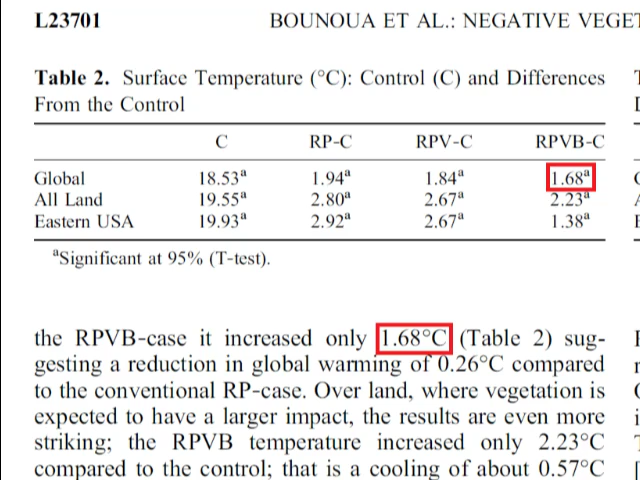 L23701 BOUNOUA ET AL.: NEGATIVE
Table 2. Surface Temperature (°C): Control (C) and Differences
From the Control
C RP-C RPV-C RPVB-C
Global 18.53ᵃ 1.94ᵃ 1.84ᵃ 1.68ᵃ
All Land 19.55ᵃ 2.80ᵃ 2.67ᵃ 2.23ᵃ
Eastern USA 19.93ᵃ 2.92ᵃ 2.67ᵃ 1.38ᵃ
ᵃSignificant at 95% (T-test).
the RPVB-case it increased only 1.68°C (Table 2) sug-
gesting a reduction in global warming of 0.26°C compared
to the conventional RP-case. Over land, where vegetation is
expected to have a larger impact, the results are even more
striking; the RPVB temperature increased only 2.23°C
compared to the control; that is a cooling of about 0.57°C